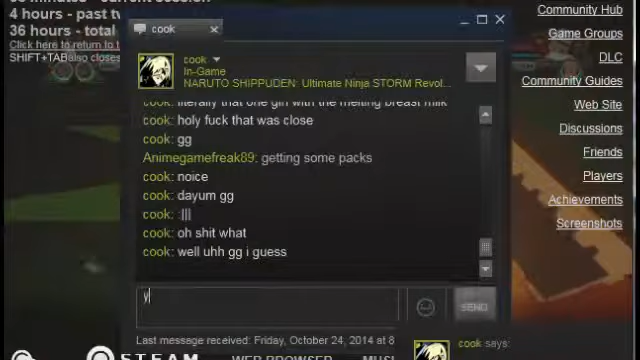 4 hours - past tw
36 hours - total
Click here to return to t
SHIFT+TAB also closes
cook
cook
In-Game
NARUTO SHIPPUDEN: Ultimate Ninja STORM Revol...
cook: literally that one girl with the melting breast milk
cook: holy fuck that was close
cook: gg
Animegamefreak89: getting some packs
cook: noice
cook: dayum gg
cook: :|||
cook: oh shit what
cook: well uhh gg i guess
y
SEND
Last message received: Friday, October 24, 2014 at 8
cook says:
STEAM
WEB BROWSER
MUSI
Community Hub
Game Groups
DLC
Community Guides
Web Site
Discussions
Friends
Players
Achievements
Screenshots